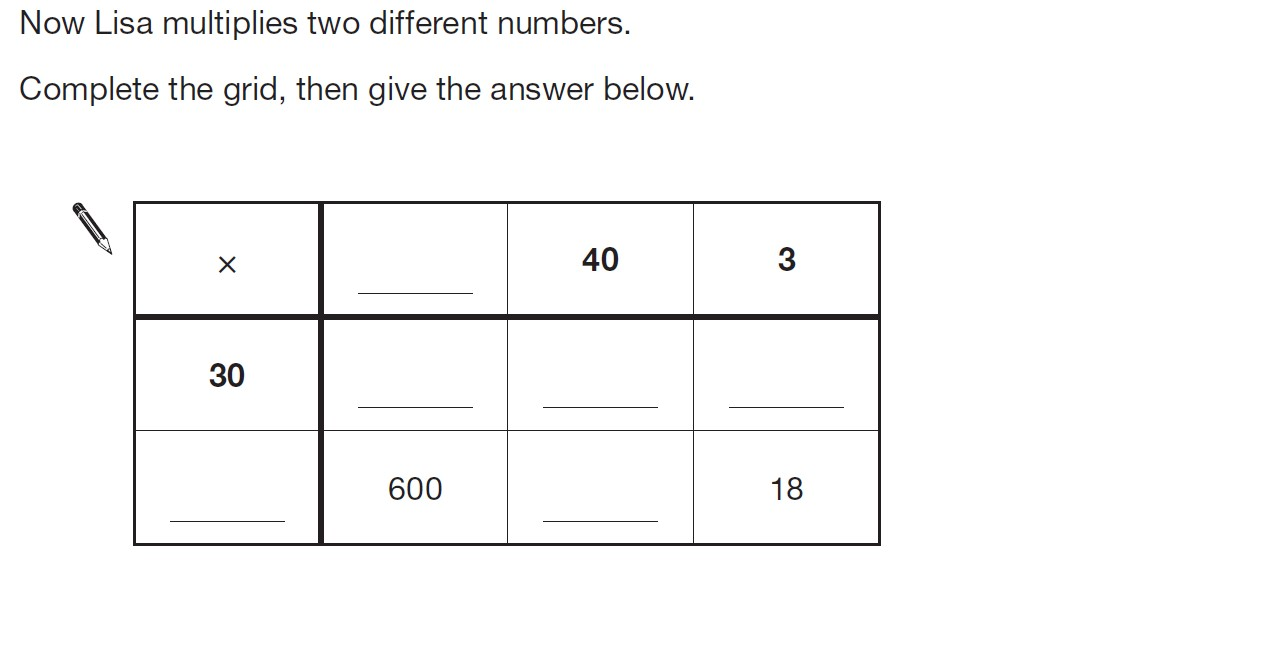 Now Lisa multiplies two different numbers.
Complete the grid, then give the answer below.
× 40 3
30
600 18